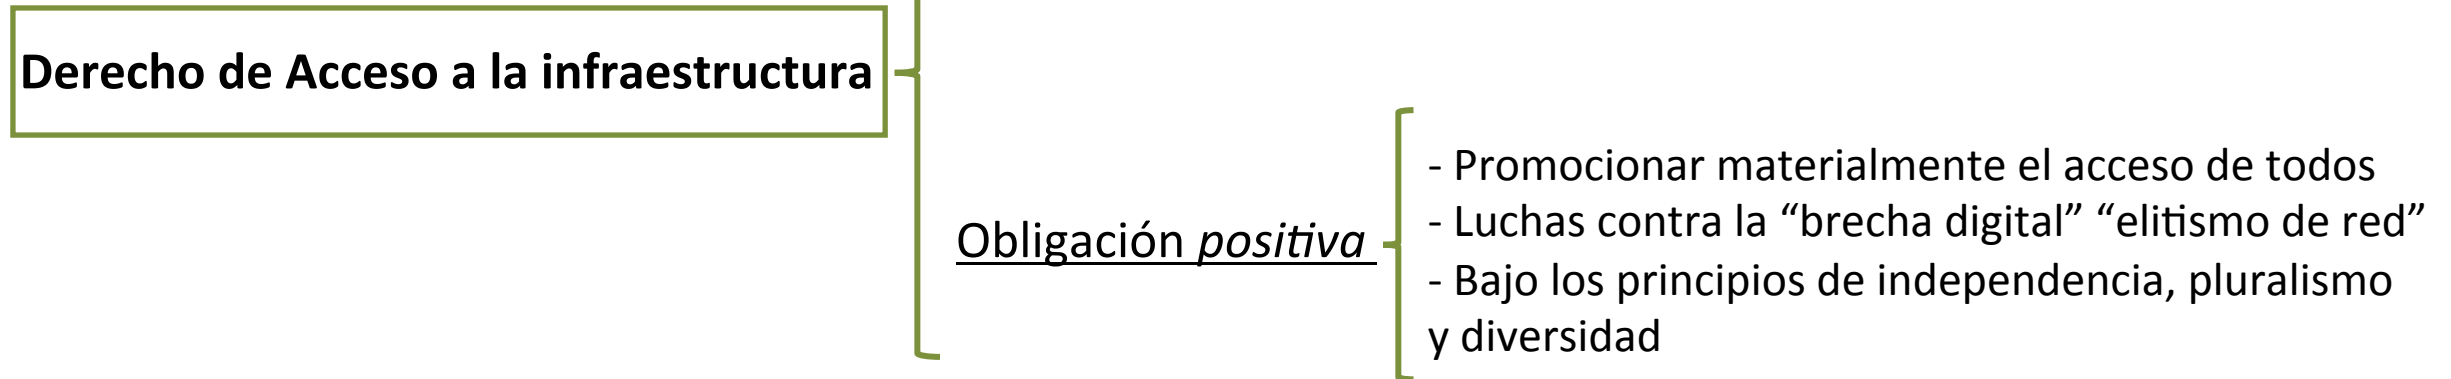 Derecho de Acceso a la infraestructura
Obligación positiva
- Promocionar materialmente el acceso de todos
- Luchas contra la “brecha digital” “elitismo de red”
- Bajo los principios de independencia, pluralismo
y diversidad